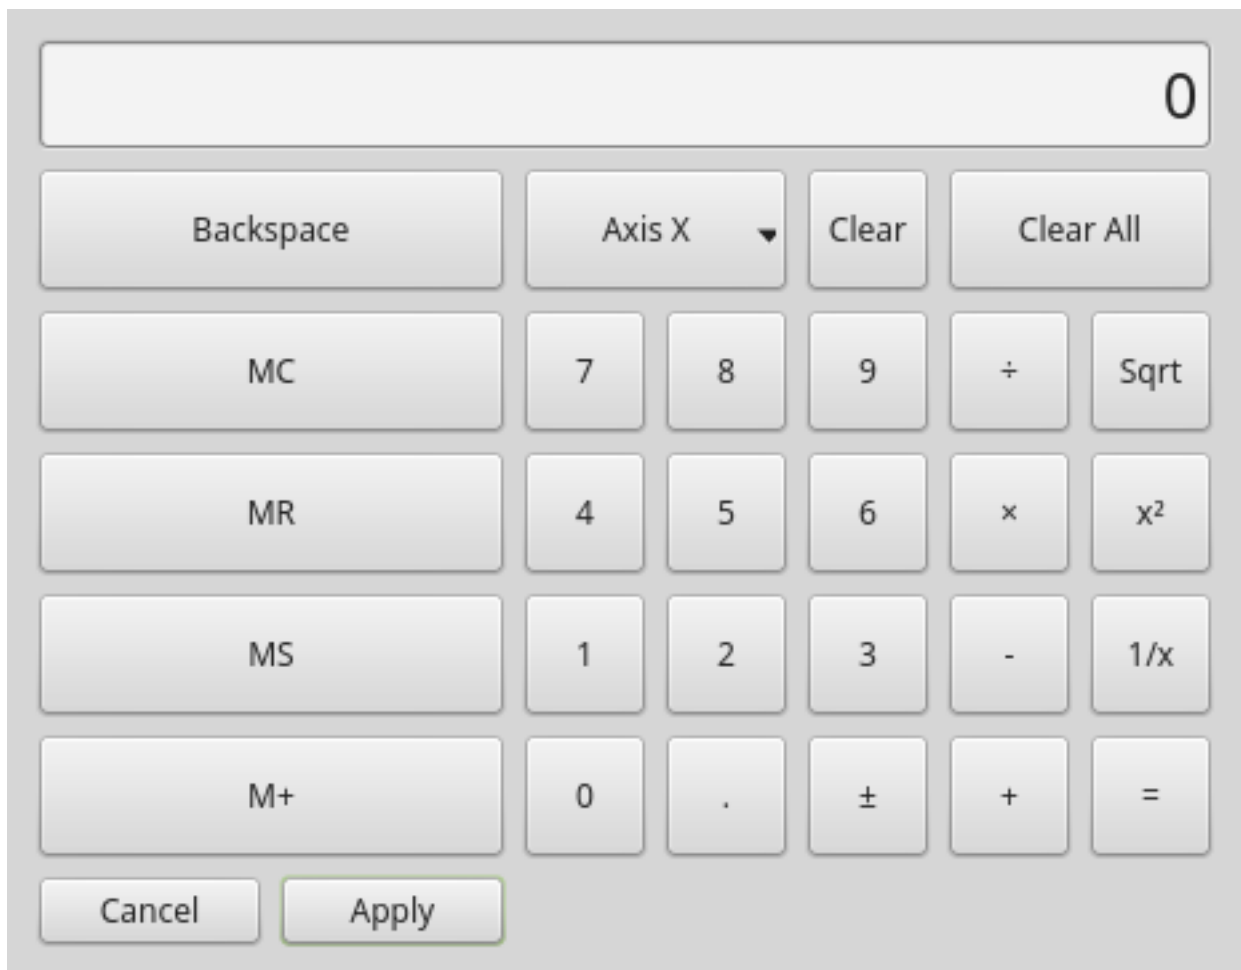 0
Backspace Axis X Clear Clear All
MC 7 8 9 ÷ Sqrt
MR 4 5 6 × x²
MS 1 2 3 - 1/x
M+ 0 . ± + =
Cancel Apply